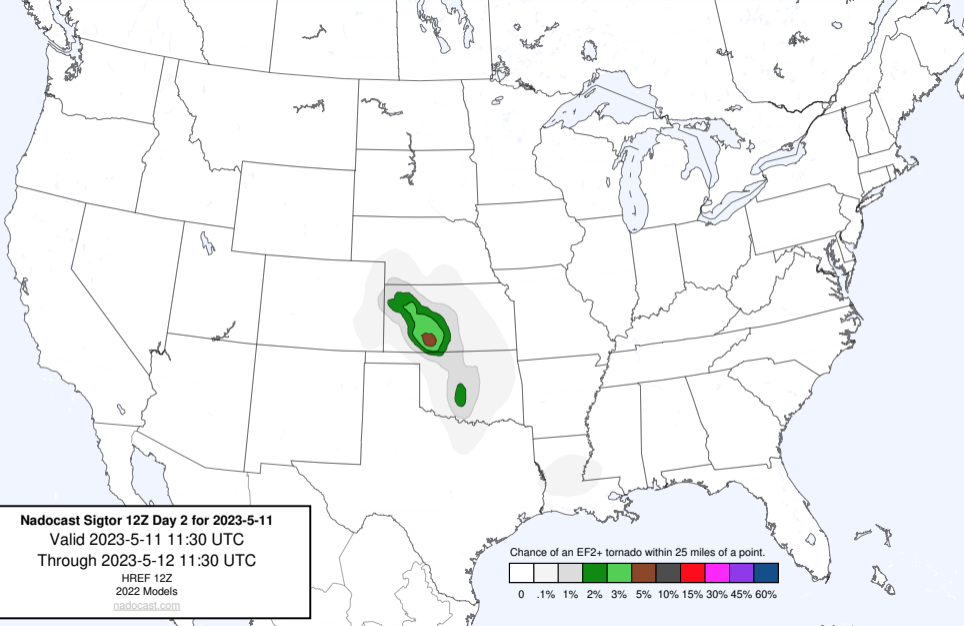 Nadocast Sigtor 12Z Day 2 for 2023-5-11
Valid 2023-5-11 11:30 UTC
Through 2023-5-12 11:30 UTC
HREF 12Z
2022 Models
nadocast.com
Chance of an EF2+ tornado within 25 miles of a point.
0 .1% 1% 2% 3% 5% 10% 15% 30% 45% 60%